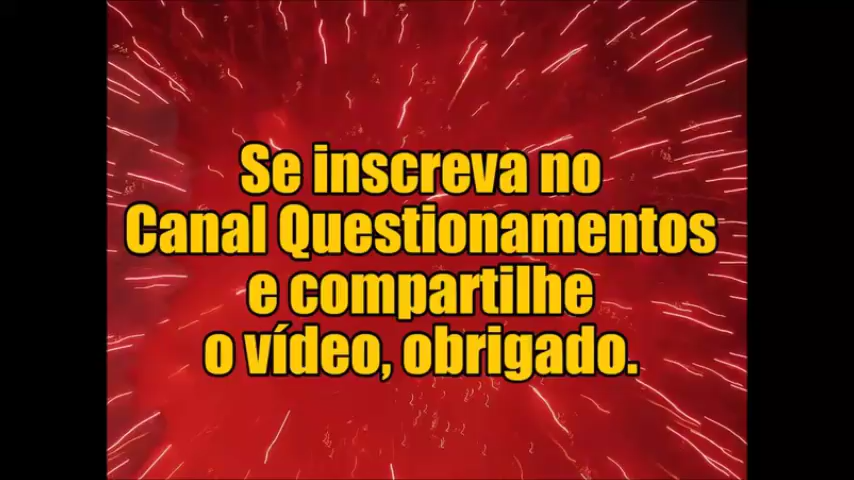 Se inscreva no
Canal Questionamentos
e compartilhe
o vídeo, obrigado.